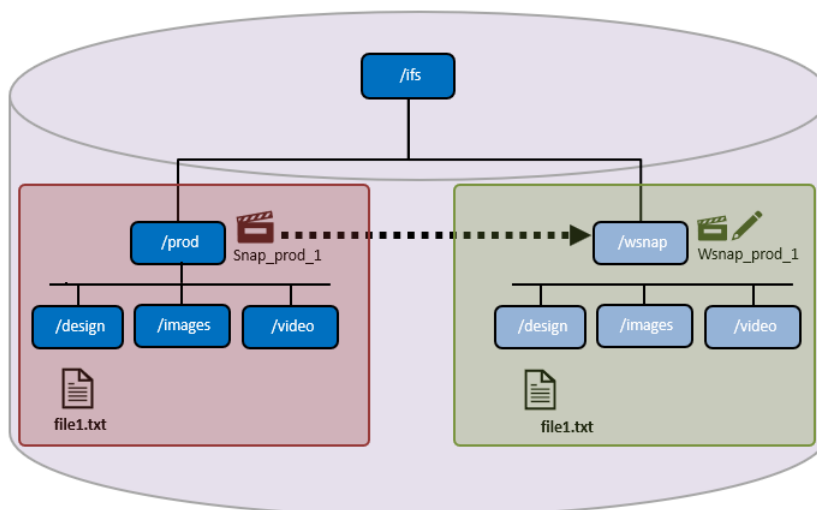 /ifs
/prod
Snap_prod_1
/wsnap
Wsnap_prod_1
/design
/images
/video
/design
/images
/video
file1.txt
file1.txt